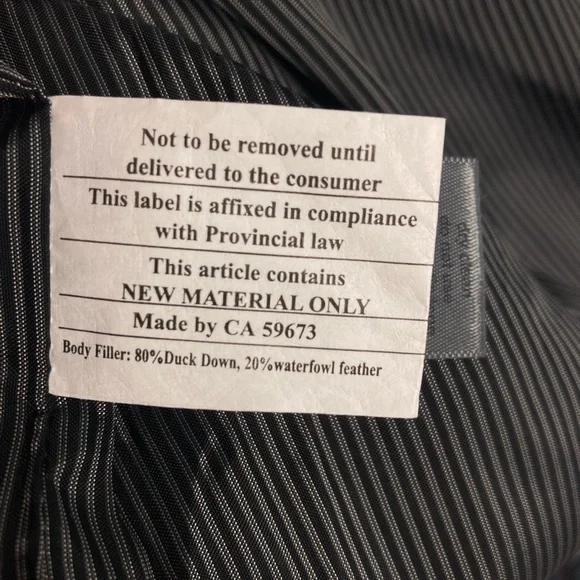 Not to be removed until
delivered to the consumer
This label is affixed in compliance
with Provincial law
This article contains
NEW MATERIAL ONLY
Made by CA 59673
Body Filler: 80%Duck Down, 20%waterfowl feather